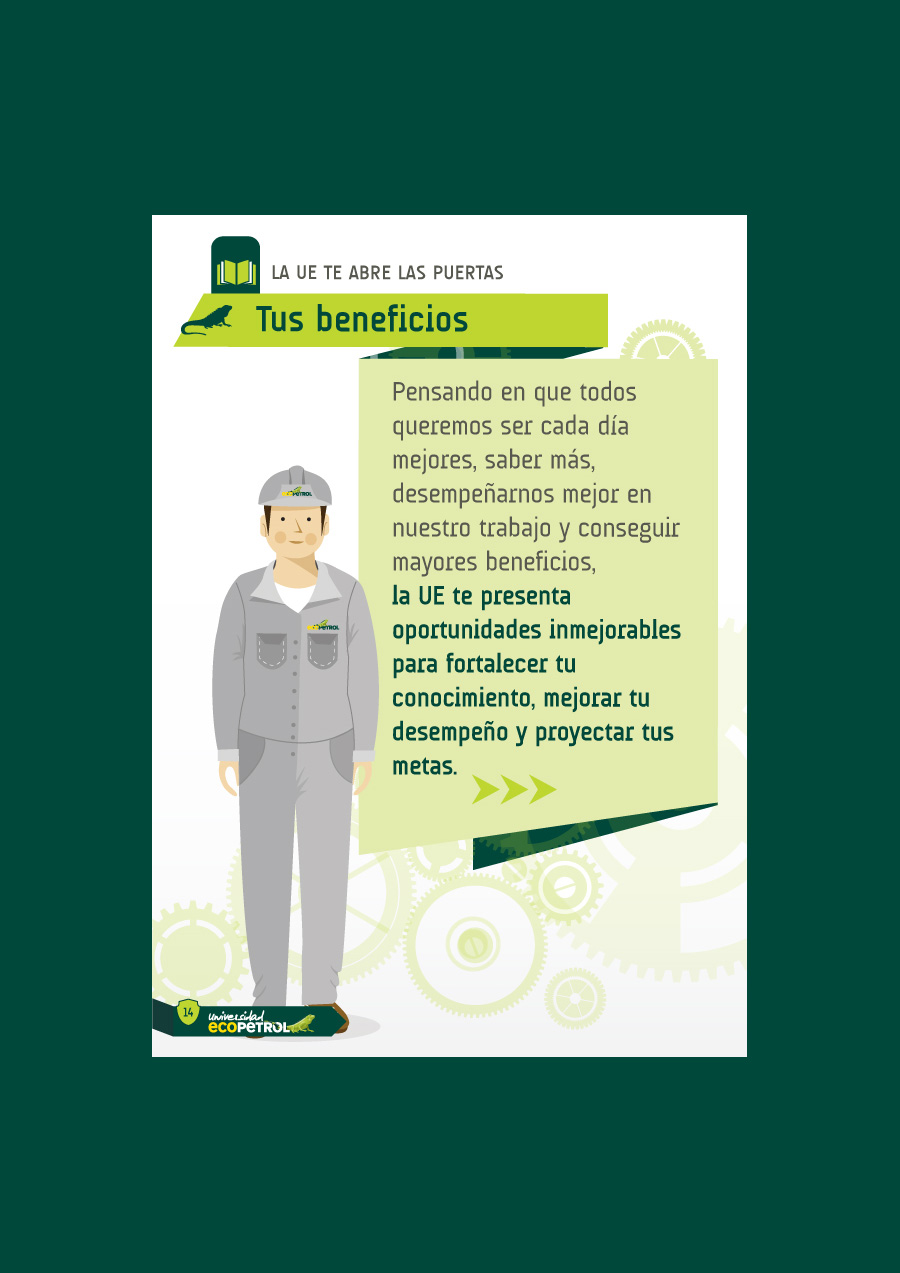 LA UE TE ABRE LAS PUERTAS
Tus beneficios
Pensando en que todos
queremos ser cada día
mejores, saber más,
desempeñarnos mejor en
nuestro trabajo y conseguir
mayores beneficios,
la UE te presenta
oportunidades inmejorables
para fortalecer tu
conocimiento, mejorar tu
desempeño y proyectar tus
metas.
ECOPETROL
ECOPETROL
14
universidad
ECOPETROL